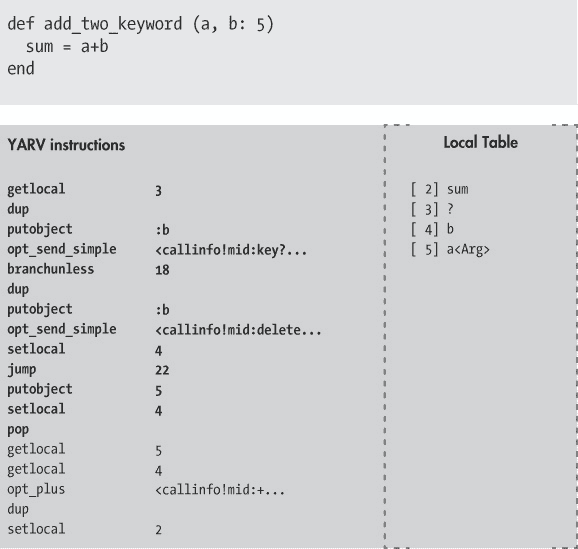 def add_two_keyword (a, b: 5)
  sum = a+b
end
YARV instructions
getlocal 3
dup
putobject :b
opt_send_simple <callinfo!mid:key?...
branchunless 18
dup
putobject :b
opt_send_simple <callinfo!mid:delete...
setlocal 4
jump 22
putobject 5
setlocal 4
pop
getlocal 5
getlocal 4
opt_plus <callinfo!mid:+...
dup
setlocal 2
Local Table
[ 2] sum
[ 3] ?
[ 4] b
[ 5] a<Arg>